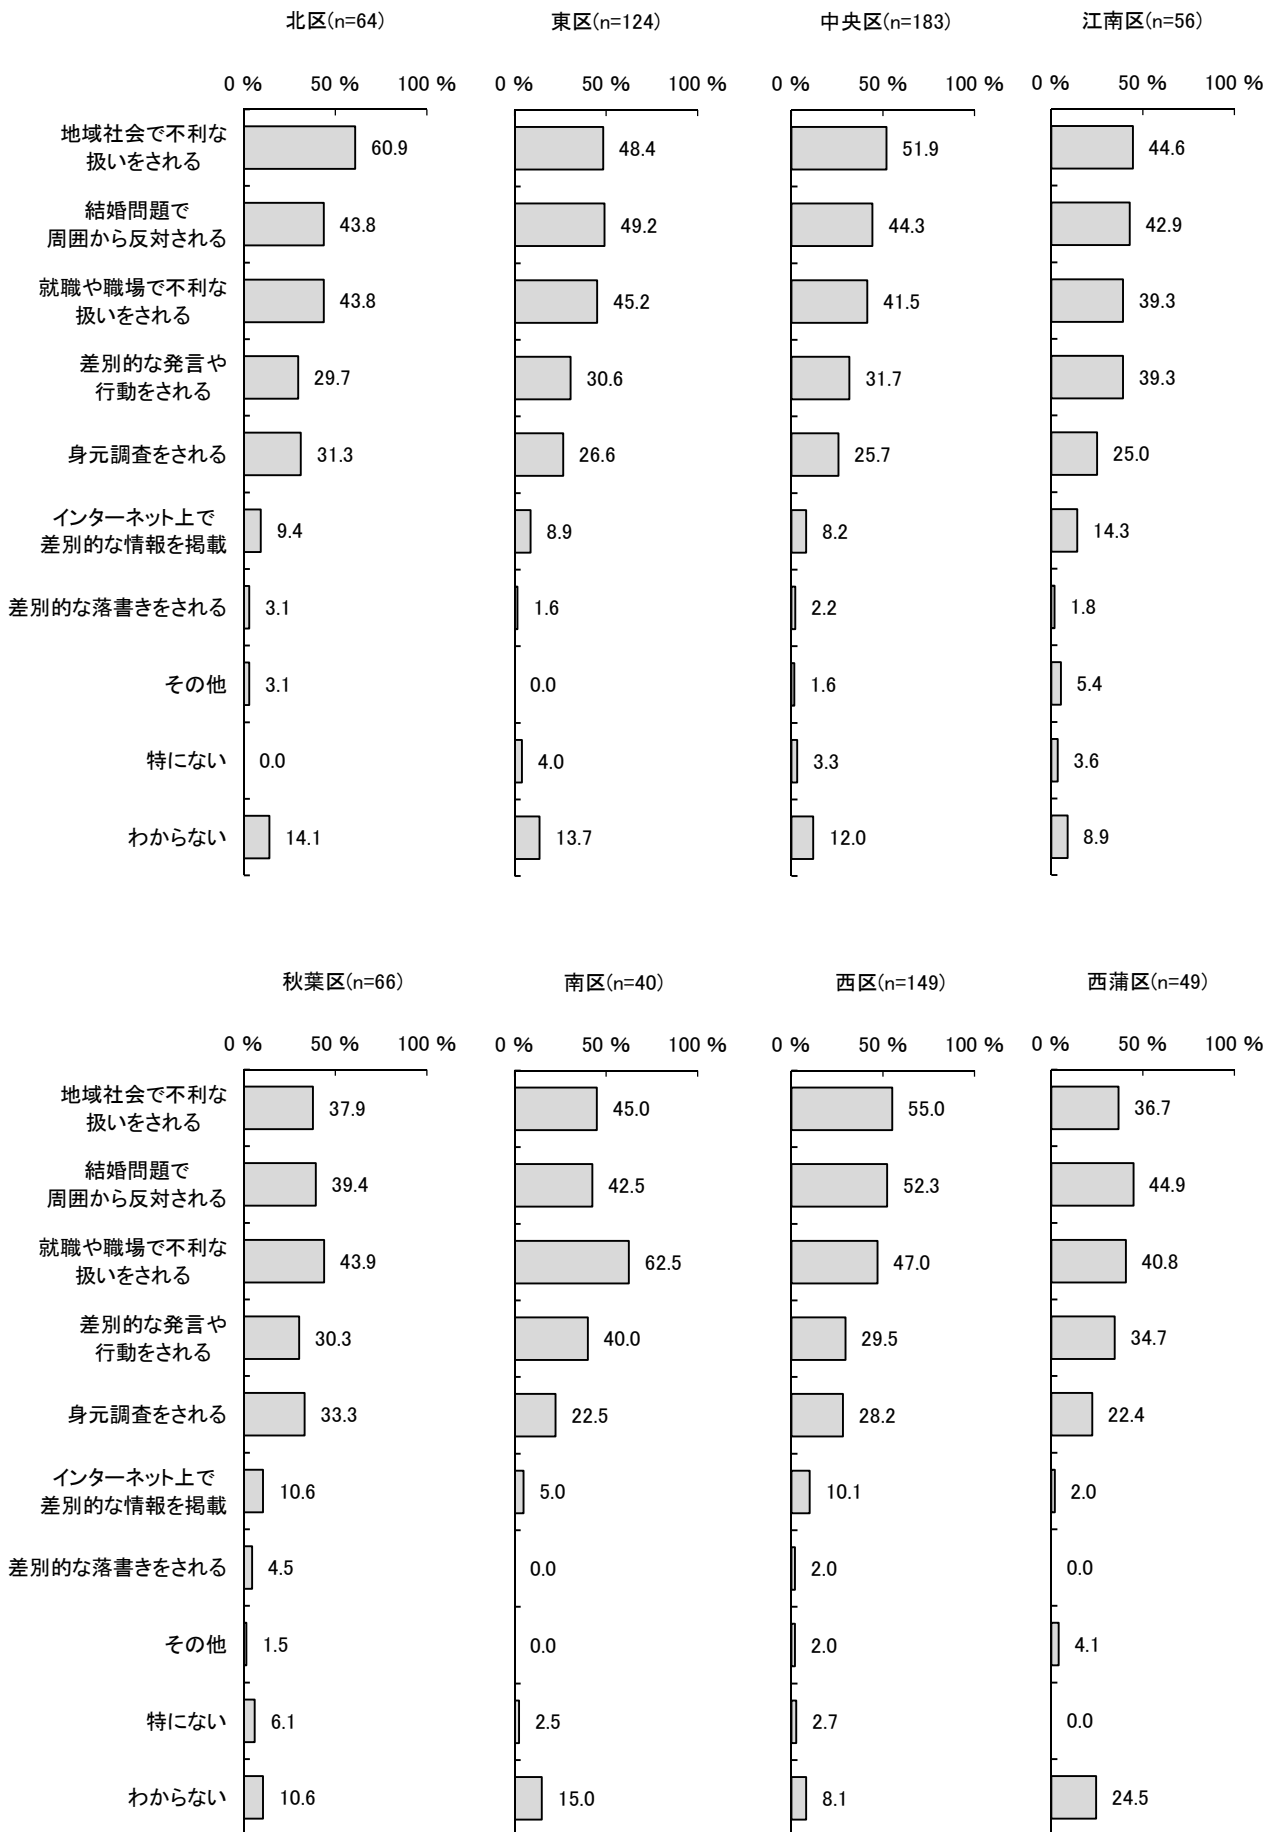 北区(n=64)
東区(n=124)
中央区(n=183)
江南区(n=56)
0 % 50 % 100 %
0 % 50 % 100 %
0 % 50 % 100 %
0 % 50 % 100 %
地域社会で不利な
扱いをされる
60.9
48.4
51.9
44.6
結婚問題で
周囲から反対される
43.8
49.2
44.3
42.9
就職や職場で不利な
扱いをされる
43.8
45.2
41.5
39.3
差別的な発言や
行動をされる
29.7
30.6
31.7
39.3
身元調査をされる
31.3
26.6
25.7
25.0
インターネット上で
差別的な情報を掲載
9.4
8.9
8.2
14.3
差別的な落書きをされる
3.1
1.6
2.2
1.8
その他
3.1
0.0
1.6
5.4
特にない
0.0
4.0
3.3
3.6
わからない
14.1
13.7
12.0
8.9
秋葉区(n=66)
南区(n=40)
西区(n=149)
西蒲区(n=49)
0 % 50 % 100 %
0 % 50 % 100 %
0 % 50 % 100 %
0 % 50 % 100 %
地域社会で不利な
扱いをされる
37.9
45.0
55.0
36.7
結婚問題で
周囲から反対される
39.4
42.5
52.3
44.9
就職や職場で不利な
扱いをされる
43.9
62.5
47.0
40.8
差別的な発言や
行動をされる
30.3
40.0
29.5
34.7
身元調査をされる
33.3
22.5
28.2
22.4
インターネット上で
差別的な情報を掲載
10.6
5.0
10.1
2.0
差別的な落書きをされる
4.5
0.0
2.0
0.0
その他
1.5
0.0
2.0
4.1
特にない
6.1
2.5
2.7
0.0
わからない
10.6
15.0
8.1
24.5